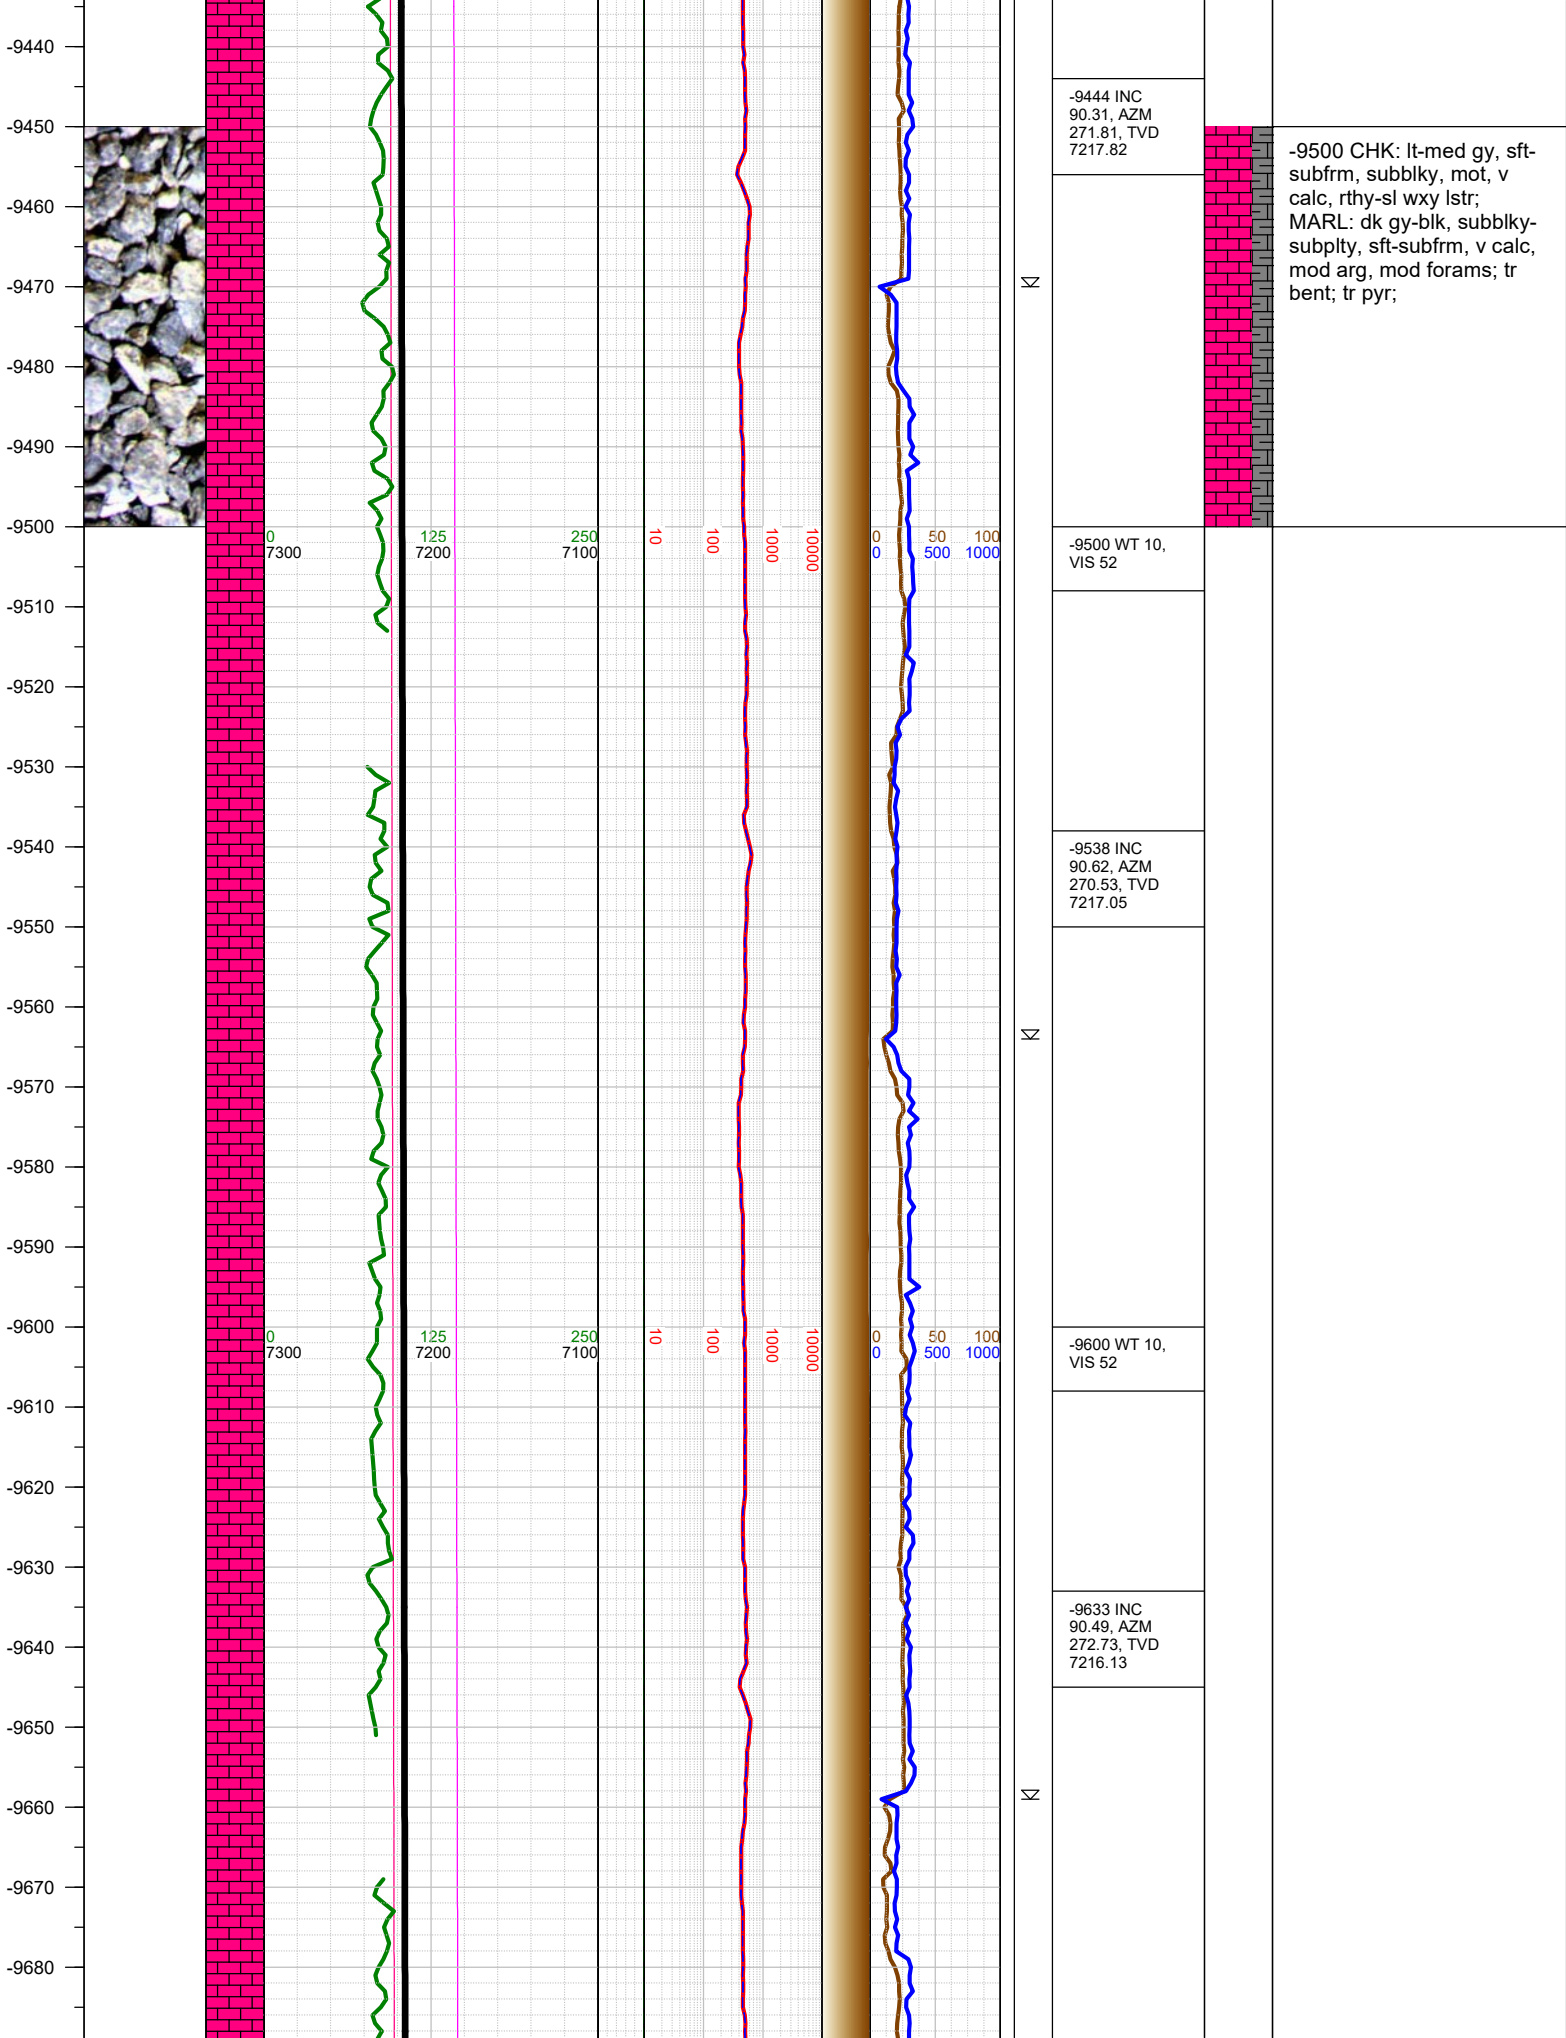 -9440
-9450
-9460
-9470
-9480
-9490
-9500
-9510
-9520
-9530
-9540
-9550
-9560
-9570
-9580
-9590
-9600
-9610
-9620
-9630
-9640
-9650
-9660
-9670
-9680
0 125 250
7300 7200 7100
10 100 1000 10000
0 50 100
0 500 1000
0 125 250
7300 7200 7100
10 100 1000 10000
0 50 100
0 500 1000
-9444 INC
90.31, AZM
271.81, TVD
7217.82
-9500 WT 10,
VIS 52
-9538 INC
90.62, AZM
270.53, TVD
7217.05
-9600 WT 10,
VIS 52
-9633 INC
90.49, AZM
272.73, TVD
7216.13
-9500 CHK: lt-med gy, sft-
subfrm, subblky, mot, v
calc, rthy-sl wxy lstr;
MARL: dk gy-blk, subblky-
subplty, sft-subfrm, v calc,
mod arg, mod forams; tr
bent; tr pyr;